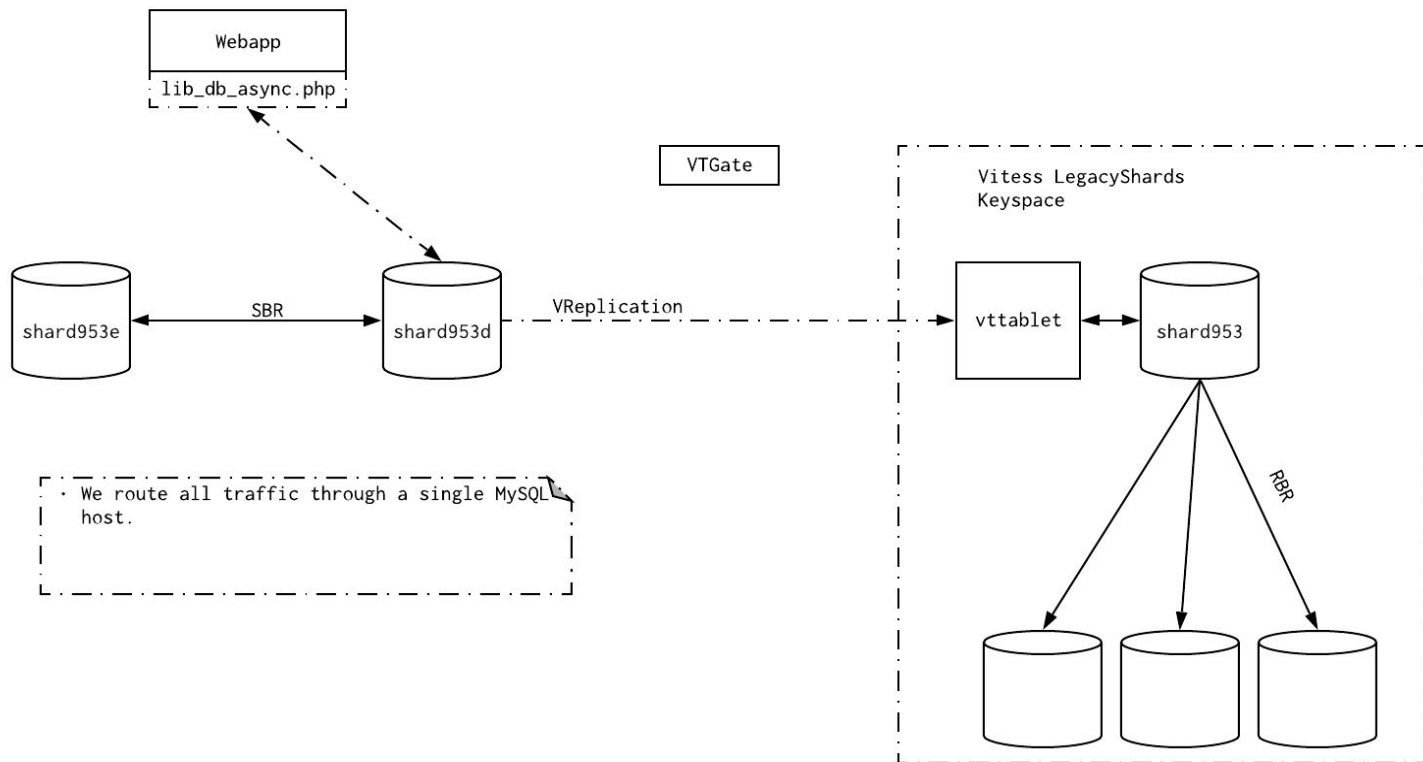 Webapp
lib_db_async.php
VTGate
Vitess LegacyShards
Keyspace
shard953e
SBR
shard953d
VReplication
vttablet
shard953
· We route all traffic through a single MySQL
host.
RBR